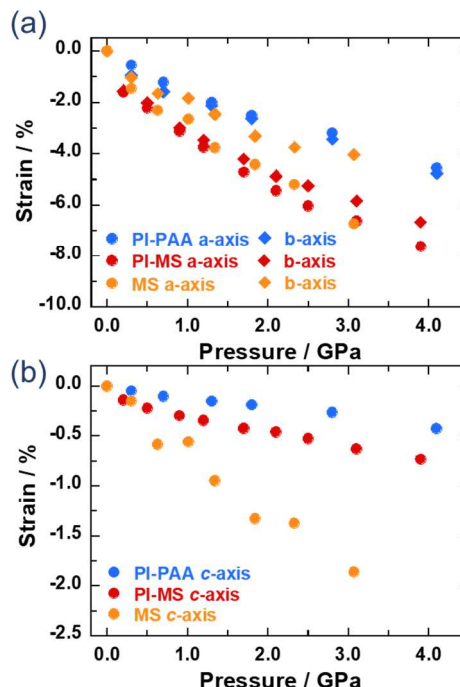 (a)
0.0
-2.0
-4.0
-6.0
-8.0
-10.0
Strain / %
PI-PAA a-axis b-axis
PI-MS a-axis b-axis
MS a-axis b-axis
0.0 1.0 2.0 3.0 4.0
Pressure / GPa
(b)
0.0
-0.5
-1.0
-1.5
-2.0
-2.5
Strain / %
PI-PAA c-axis
PI-MS c-axis
MS c-axis
0.0 1.0 2.0 3.0 4.0
Pressure / GPa